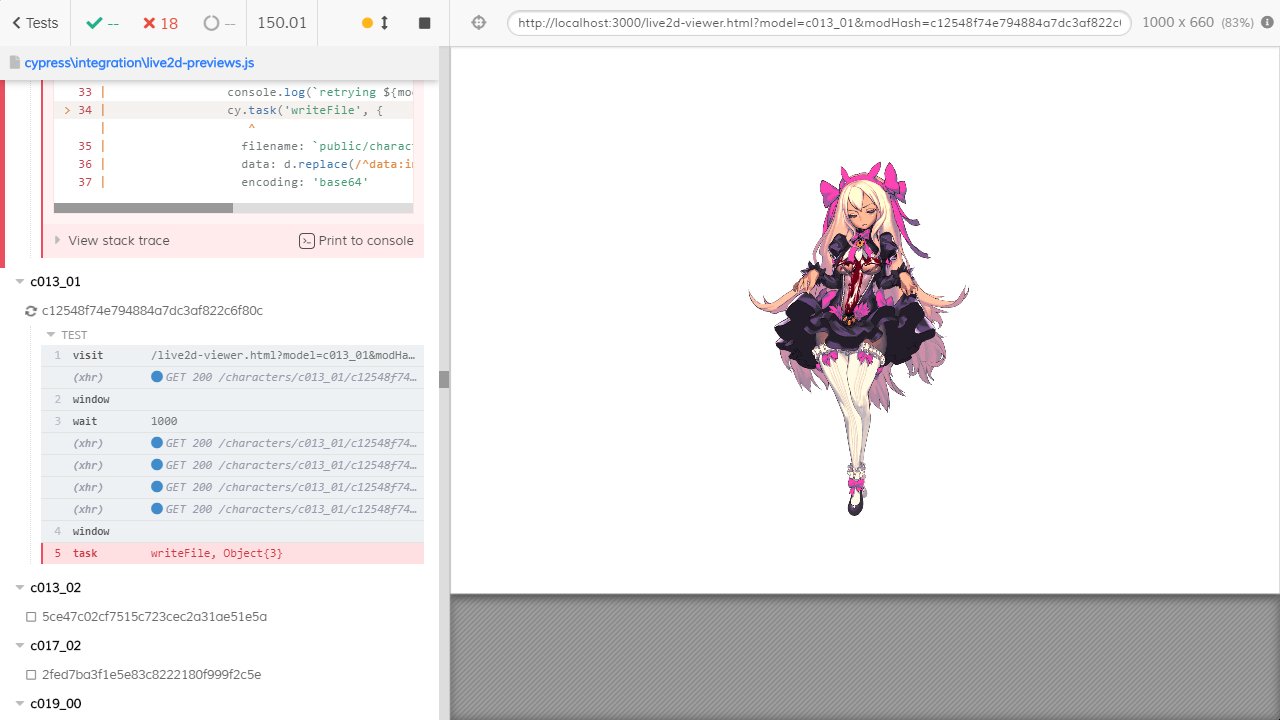 Tests
--
18
--
150.01
http://localhost:3000/live2d-viewer.html?model=c013_01&modHash=c12548f74e794884a7dc3af822c
1000 x 660 (83%)
cypress\integration\live2d-previews.js
33 | console.log(`retrying ${mo
> 34 | cy.task('writeFile', {
| ^
35 | filename: `public/charac
36 | data: d.replace(/^data:i
37 | encoding: 'base64'
View stack trace
Print to console
c013_01
c12548f74e794884a7dc3af822c6f80c
TEST
1 visit /live2d-viewer.html?model=c013_01&modHa…
(xhr) GET 200 /characters/c013_01/c12548f74…
2 window
3 wait 1000
(xhr) GET 200 /characters/c013_01/c12548f74…
(xhr) GET 200 /characters/c013_01/c12548f74…
(xhr) GET 200 /characters/c013_01/c12548f74…
(xhr) GET 200 /characters/c013_01/c12548f74…
4 window
5 task writeFile, Object{3}
c013_02
5ce47c02cf7515c723cec2a31ae51e5a
c017_02
2fed7ba3f1e5e83c8222180f999f2c5e
c019_00